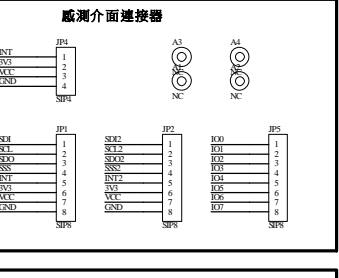 感測介面連接器
JP4
INT
3V3
VCC
GND
1
2
3
4
SIP4
A3
A4
A1
NC
NC
NC
NC
JP1
SDI
SCL
SDO
SSS
INT
3V3
VCC
GND
1
2
3
4
5
6
7
8
SIP8
JP2
SDI2
SCL2
SDO2
SSS2
INT2
3V3
VCC
GND
1
2
3
4
5
6
7
8
SIP8
JP5
IO0
IO1
IO2
IO3
IO4
IO5
IO6
IO7
1
2
3
4
5
6
7
8
SIP8